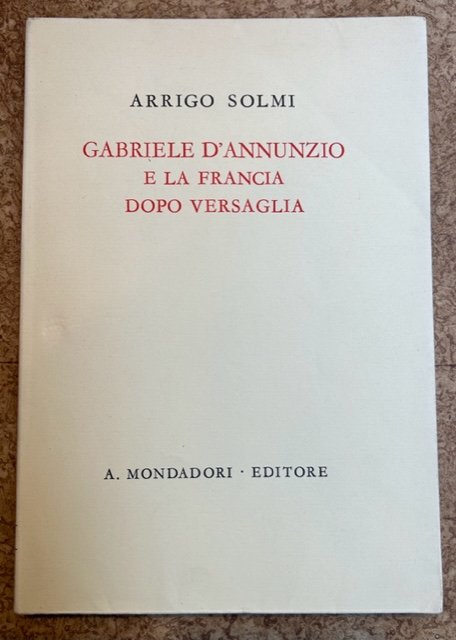 ARRIGO SOLMI
GABRIELE D'ANNUNZIO
E LA FRANCIA
DOPO VERSAGLIA
A. MONDADORI · EDITORE